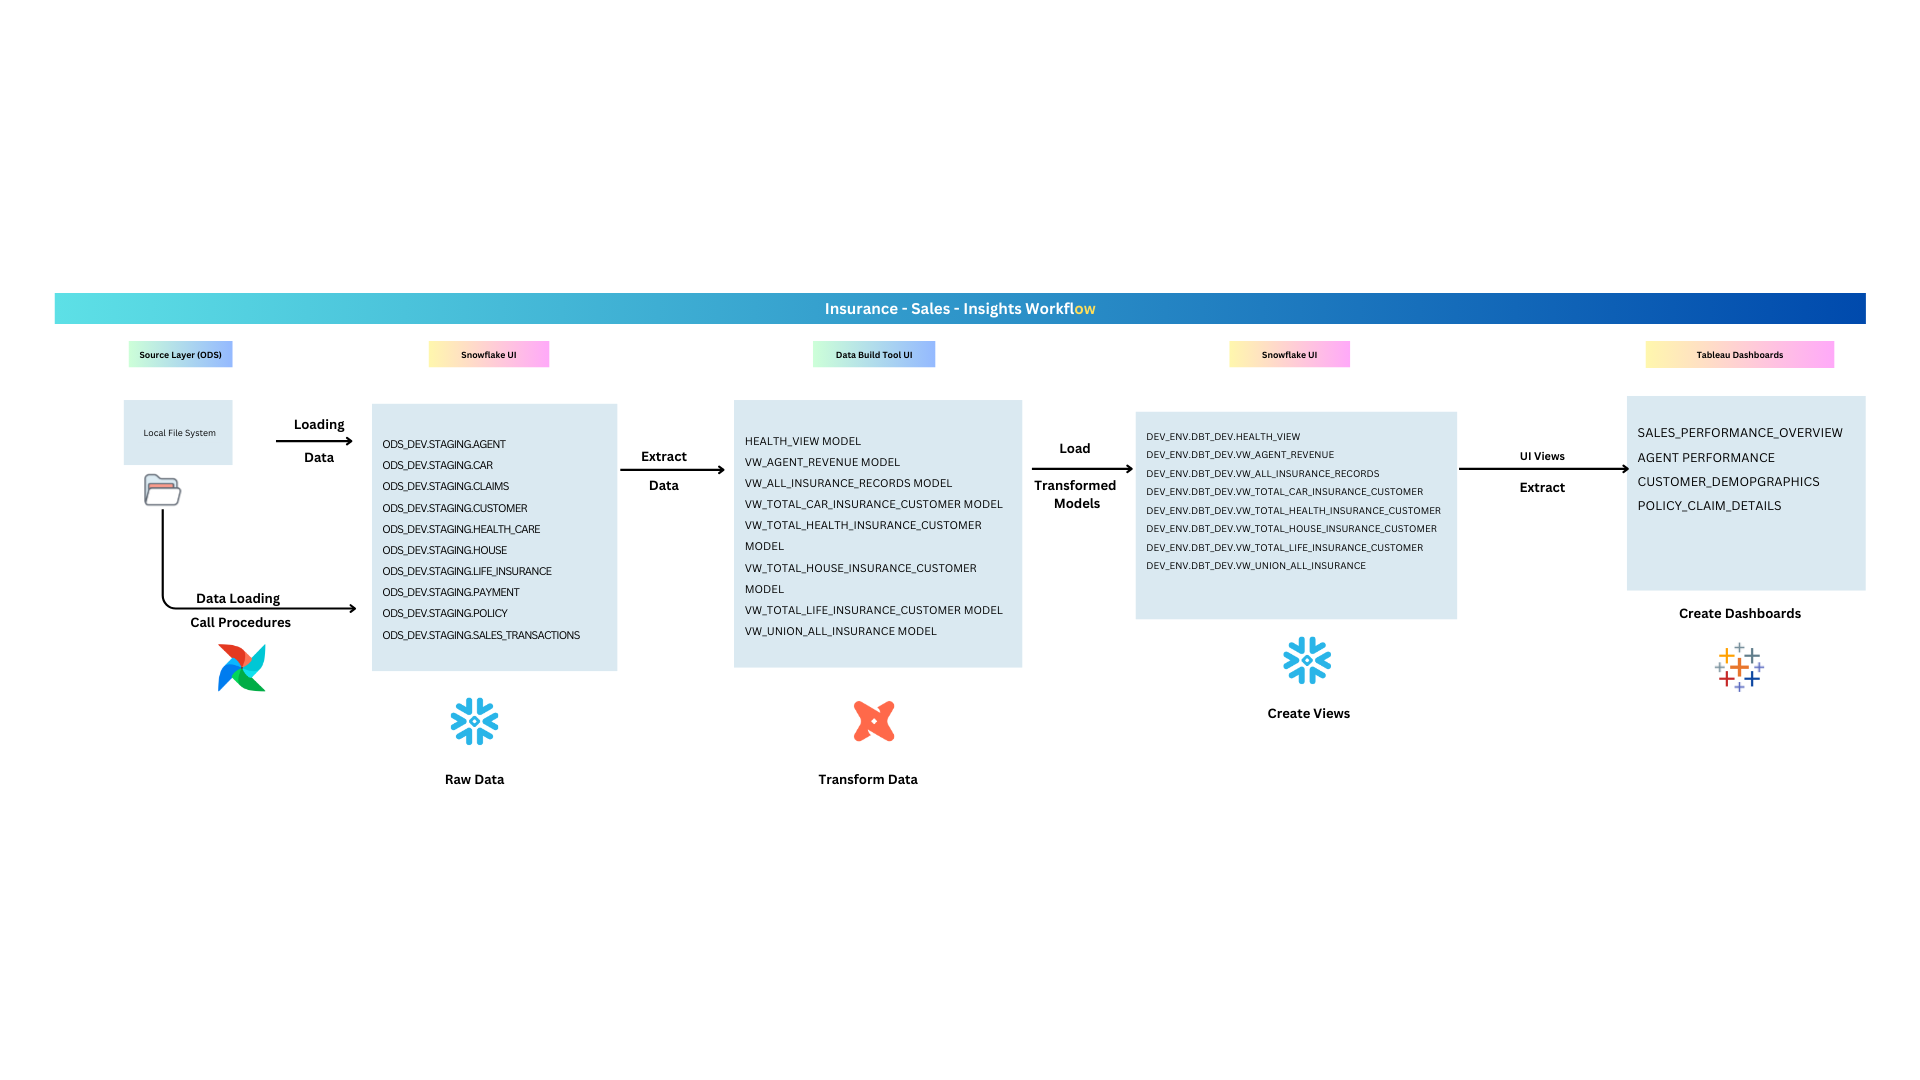 Insurance - Sales - Insights Workflow
Source Layer (ODS)
Snowflake UI
Data Build Tool UI
Snowflake UI
Tableau Dashboards
Local File System
Loading
Data
Data Loading
Call Procedures
ODS_DEV.STAGING.AGENT
ODS_DEV.STAGING.CAR
ODS_DEV.STAGING.CLAIMS
ODS_DEV.STAGING.CUSTOMER
ODS_DEV.STAGING.HEALTH_CARE
ODS_DEV.STAGING.HOUSE
ODS_DEV.STAGING.LIFE_INSURANCE
ODS_DEV.STAGING.PAYMENT
ODS_DEV.STAGING.POLICY
ODS_DEV.STAGING.SALES_TRANSACTIONS
Raw Data
Extract
Data
HEALTH_VIEW MODEL
VW_AGENT_REVENUE MODEL
VW_ALL_INSURANCE_RECORDS MODEL
VW_TOTAL_CAR_INSURANCE_CUSTOMER MODEL
VW_TOTAL_HEALTH_INSURANCE_CUSTOMER
MODEL
VW_TOTAL_HOUSE_INSURANCE_CUSTOMER
MODEL
VW_TOTAL_LIFE_INSURANCE_CUSTOMER MODEL
VW_UNION_ALL_INSURANCE MODEL
Transform Data
Load
Transformed
Models
DEV_ENV.DBT_DEV.HEALTH_VIEW
DEV_ENV.DBT_DEV.VW_AGENT_REVENUE
DEV_ENV.DBT_DEV.VW_ALL_INSURANCE_RECORDS
DEV_ENV.DBT_DEV.VW_TOTAL_CAR_INSURANCE_CUSTOMER
DEV_ENV.DBT_DEV.VW_TOTAL_HEALTH_INSURANCE_CUSTOMER
DEV_ENV.DBT_DEV.VW_TOTAL_HOUSE_INSURANCE_CUSTOMER
DEV_ENV.DBT_DEV.VW_TOTAL_LIFE_INSURANCE_CUSTOMER
DEV_ENV.DBT_DEV.VW_UNION_ALL_INSURANCE
Create Views
UI Views
Extract
SALES_PERFORMANCE_OVERVIEW
AGENT PERFORMANCE
CUSTOMER_DEMOPGRAPHICS
POLICY_CLAIM_DETAILS
Create Dashboards